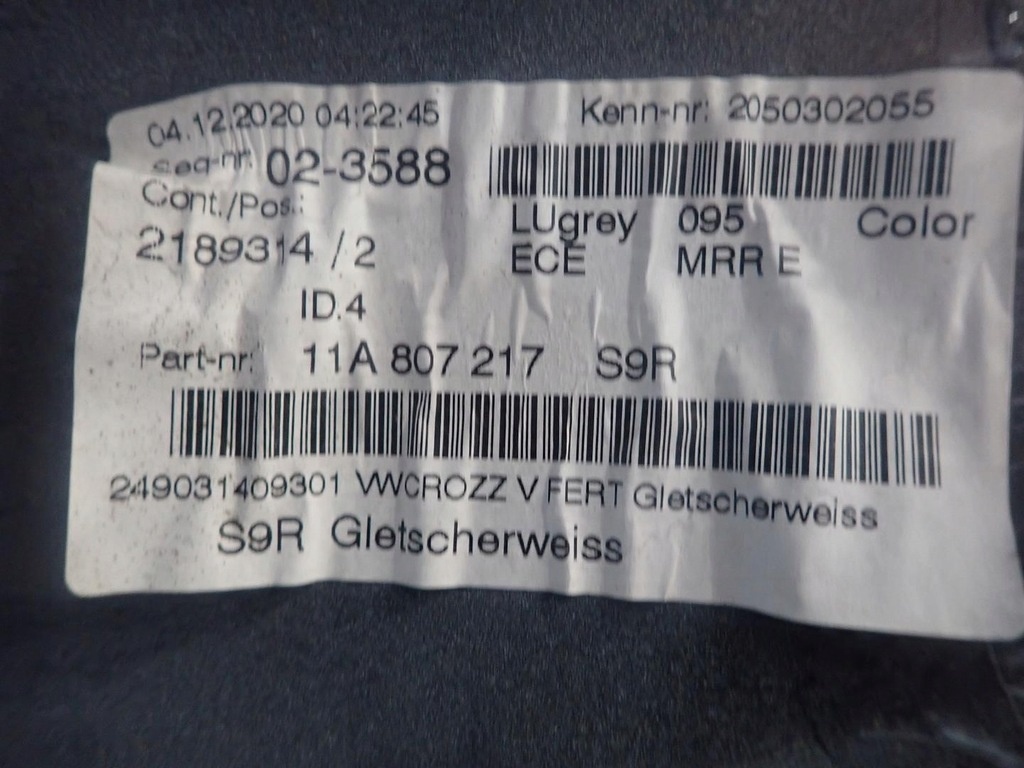 04.12.2020 04:22:45 Kenn-nr: 2050302055
Seq-nr: 02-3588
Cont./Pos.: LUgrey 095 Color
2189314 / 2 ECE MRR E
ID.4
Part-nr: 11A 807 217 S9R
249031409301 VWCROZZ V FERT Gletscherweiss
S9R Gletscherweiss